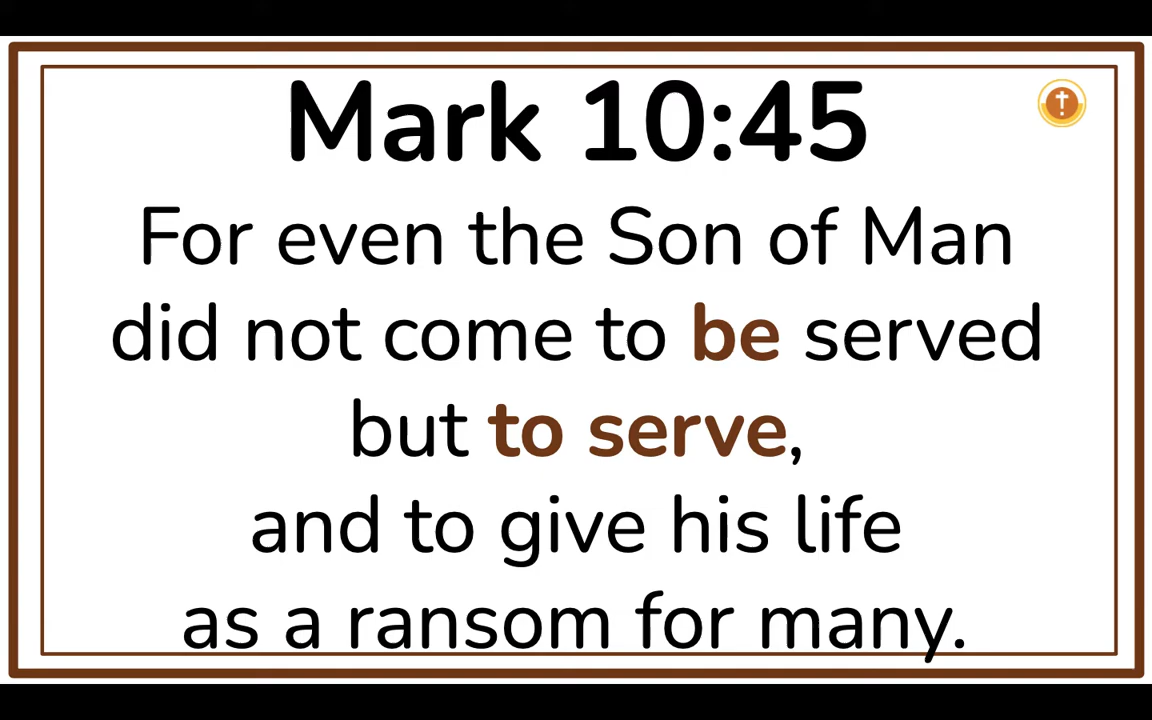 Mark 10:45
For even the Son of Man
did not come to be served
but to serve,
and to give his life
as a ransom for many.